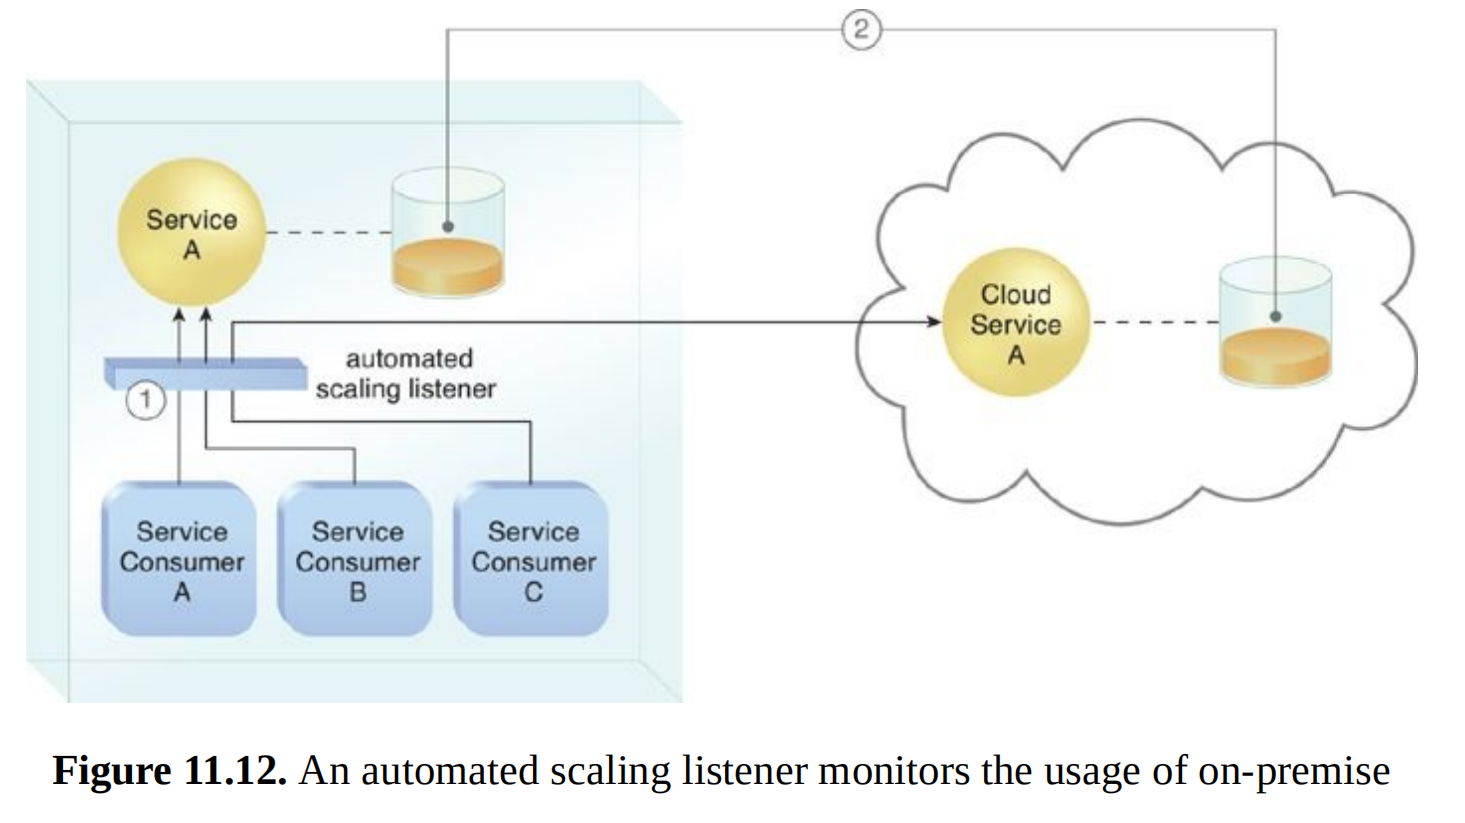 2
Service
A
Cloud
Service
A
automated
scaling listener
1
Service
Consumer
A
Service
Consumer
B
Service
Consumer
C
Figure 11.12. An automated scaling listener monitors the usage of on-premise